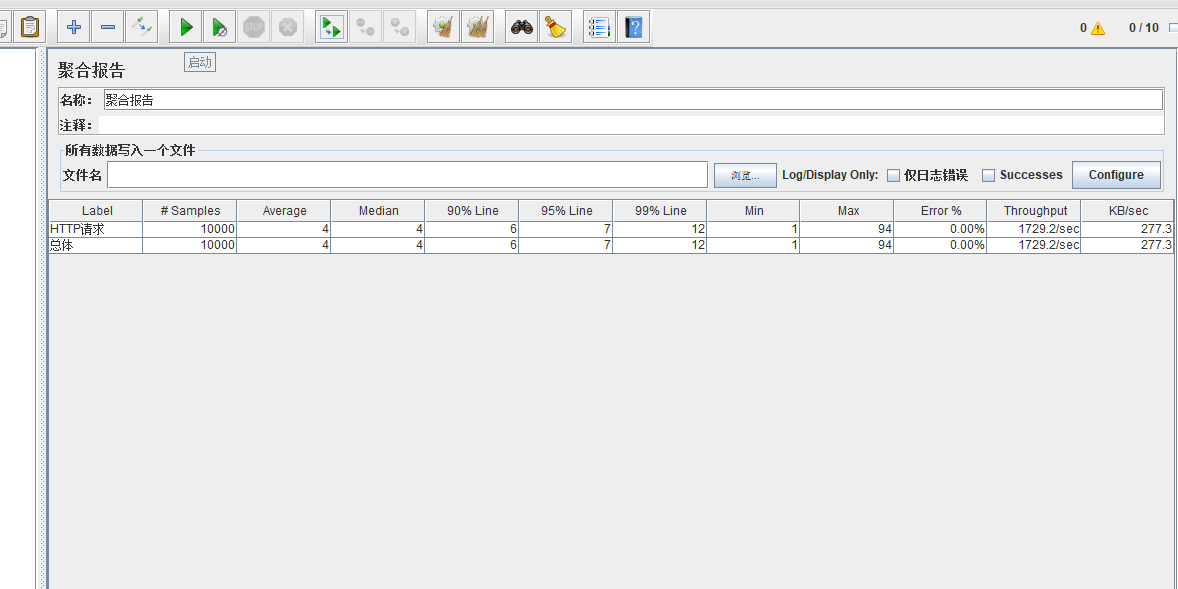 0 0 / 10
聚合报告 启动
名称： 聚合报告
注释：
所有数据写入一个文件
文件名 浏览... Log/Display Only: 仅日志错误 Successes Configure
Label # Samples Average Median 90% Line 95% Line 99% Line Min Max Error % Throughput KB/sec
HTTP请求 10000 4 4 6 7 12 1 94 0.00% 1729.2/sec 277.3
总体 10000 4 4 6 7 12 1 94 0.00% 1729.2/sec 277.3